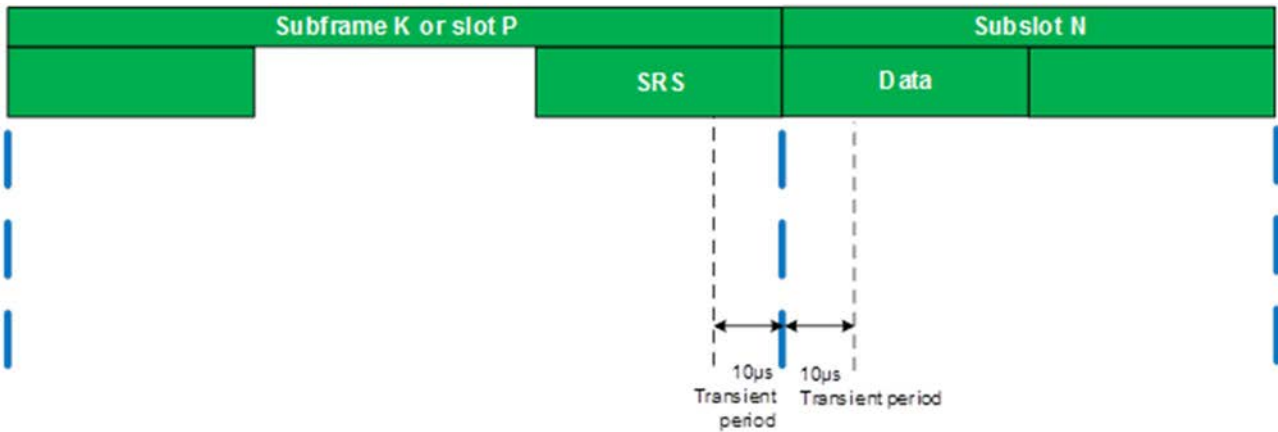 Subframe K or slot P
Subslot N
SRS
Data
10µs
Transient
period
10µs
Transient period